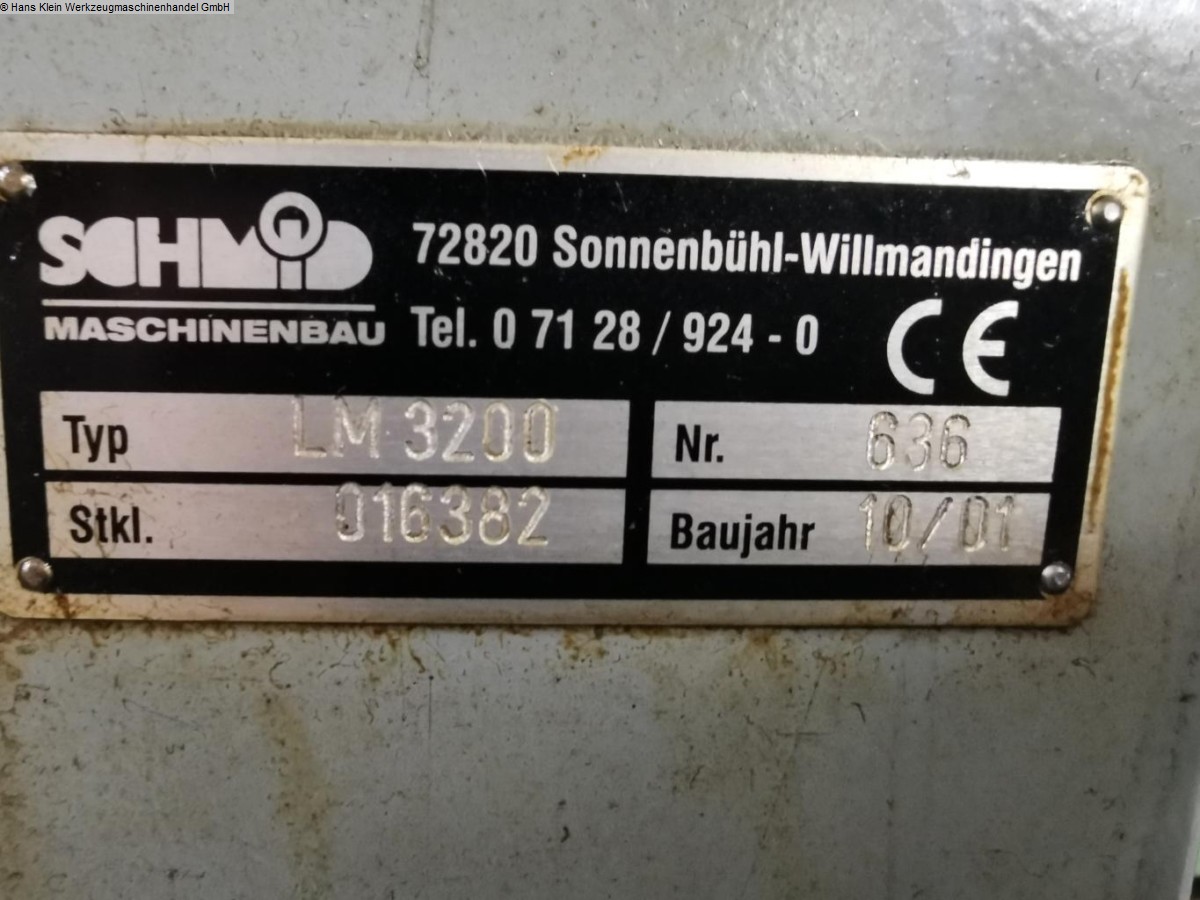 © Hans Klein Werkzeugmaschinenhandel GmbH
SCHMID
MASCHINENBAU
72820 Sonnenbühl-Willmandingen
Tel. 0 71 28 / 924 - 0
CE
Typ LM 3200
Nr. 636
Stkl. 016382
Baujahr 10/01